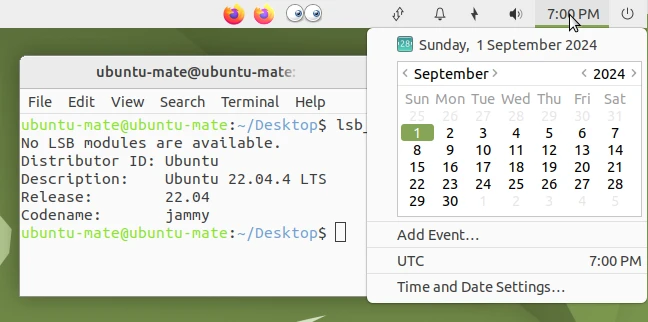 7:00 PM
Sunday, 1 September 2024
September 2024
Sun Mon Tue Wed Thu Fri Sat
25 26 27 28 29 30 31
1 2 3 4 5 6 7
8 9 10 11 12 13 14
15 16 17 18 19 20 21
22 23 24 25 26 27 28
29 30 1 2 3 4 5
Add Event…
UTC 7:00 PM
Time and Date Settings…
ubuntu-mate@ubuntu-mate:
File Edit View Search Terminal Help
ubuntu-mate@ubuntu-mate:~/Desktop$ lsb_
No LSB modules are available.
Distributor ID: Ubuntu
Description: Ubuntu 22.04.4 LTS
Release: 22.04
Codename: jammy
ubuntu-mate@ubuntu-mate:~/Desktop$